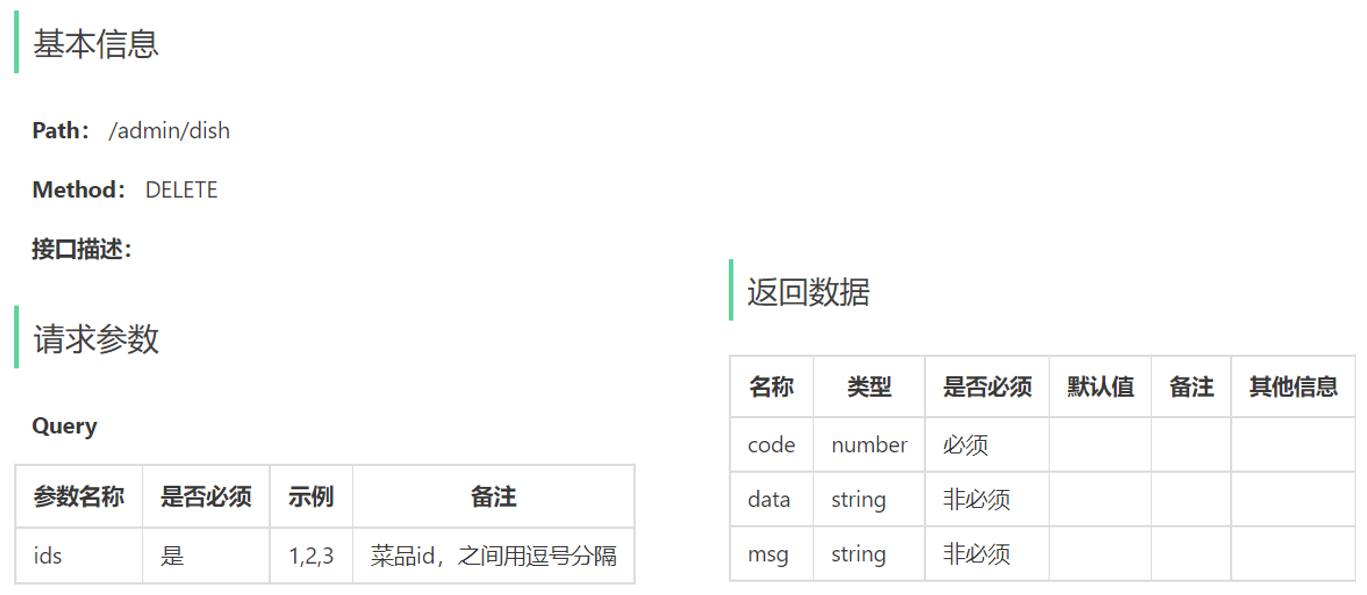 基本信息
Path： /admin/dish
Method： DELETE
接口描述：
请求参数
Query
参数名称 是否必须 示例 备注
ids 是 1,2,3 菜品id，之间用逗号分隔
返回数据
名称 类型 是否必须 默认值 备注 其他信息
code number 必须
data string 非必须
msg string 非必须